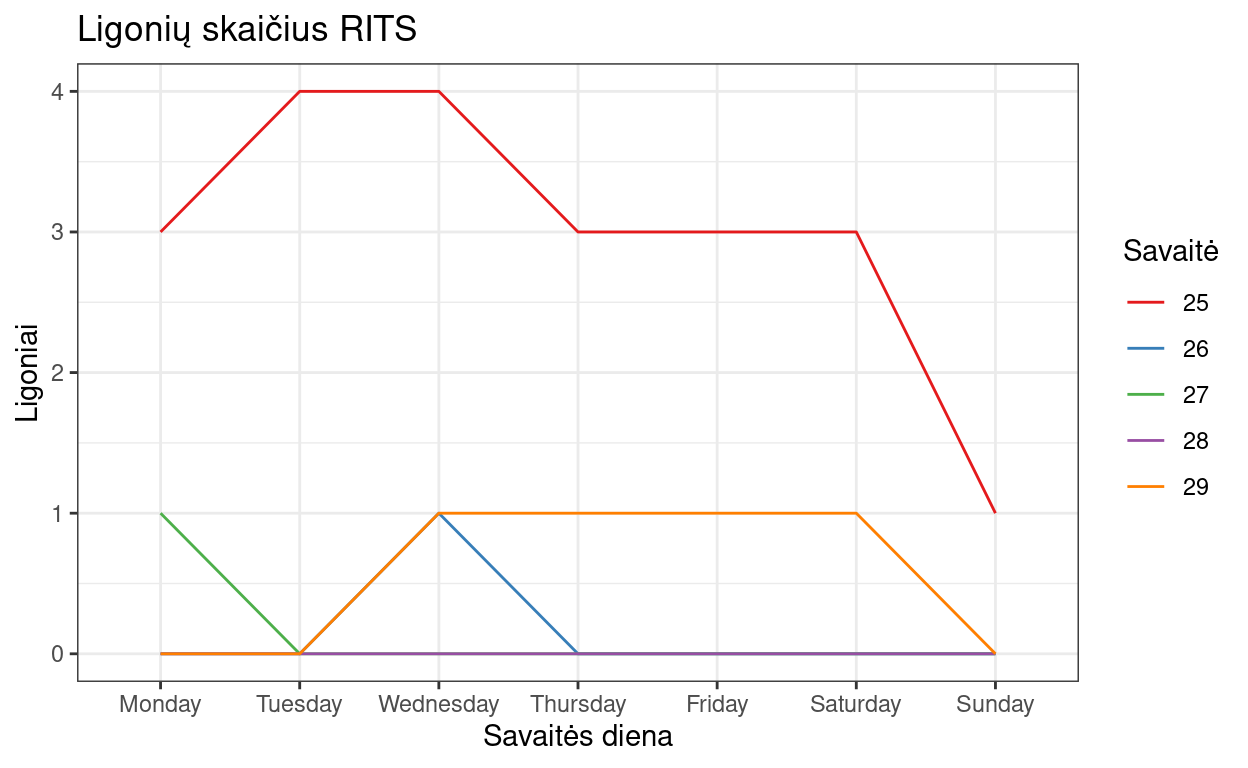 Ligonių skaičius RITS
4
3
2
1
0
Ligoniai
Monday Tuesday Wednesday Thursday Friday Saturday Sunday
Savaitės diena
Savaitė
25
26
27
28
29